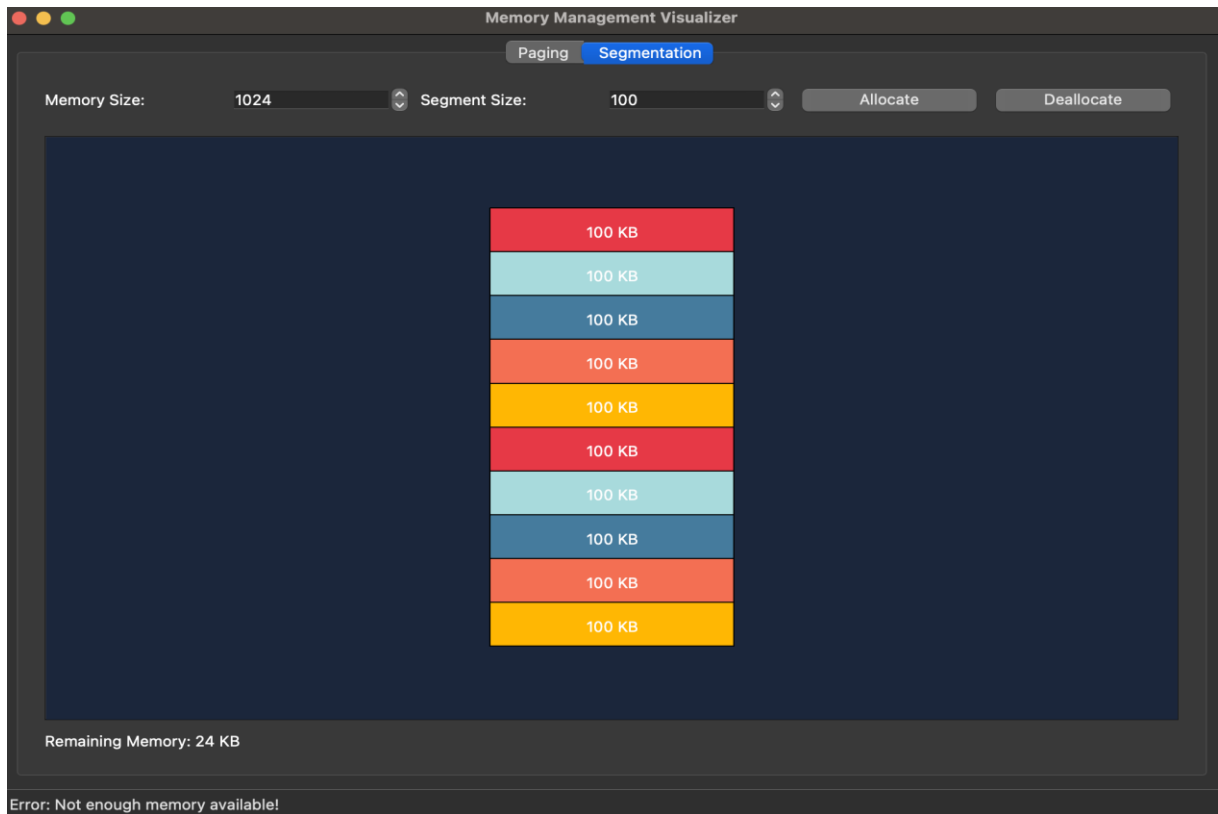 Memory Management Visualizer
Paging Segmentation
Memory Size: 1024 Segment Size: 100 Allocate Deallocate
100 KB
100 KB
100 KB
100 KB
100 KB
100 KB
100 KB
100 KB
100 KB
100 KB
Remaining Memory: 24 KB
Error: Not enough memory available!